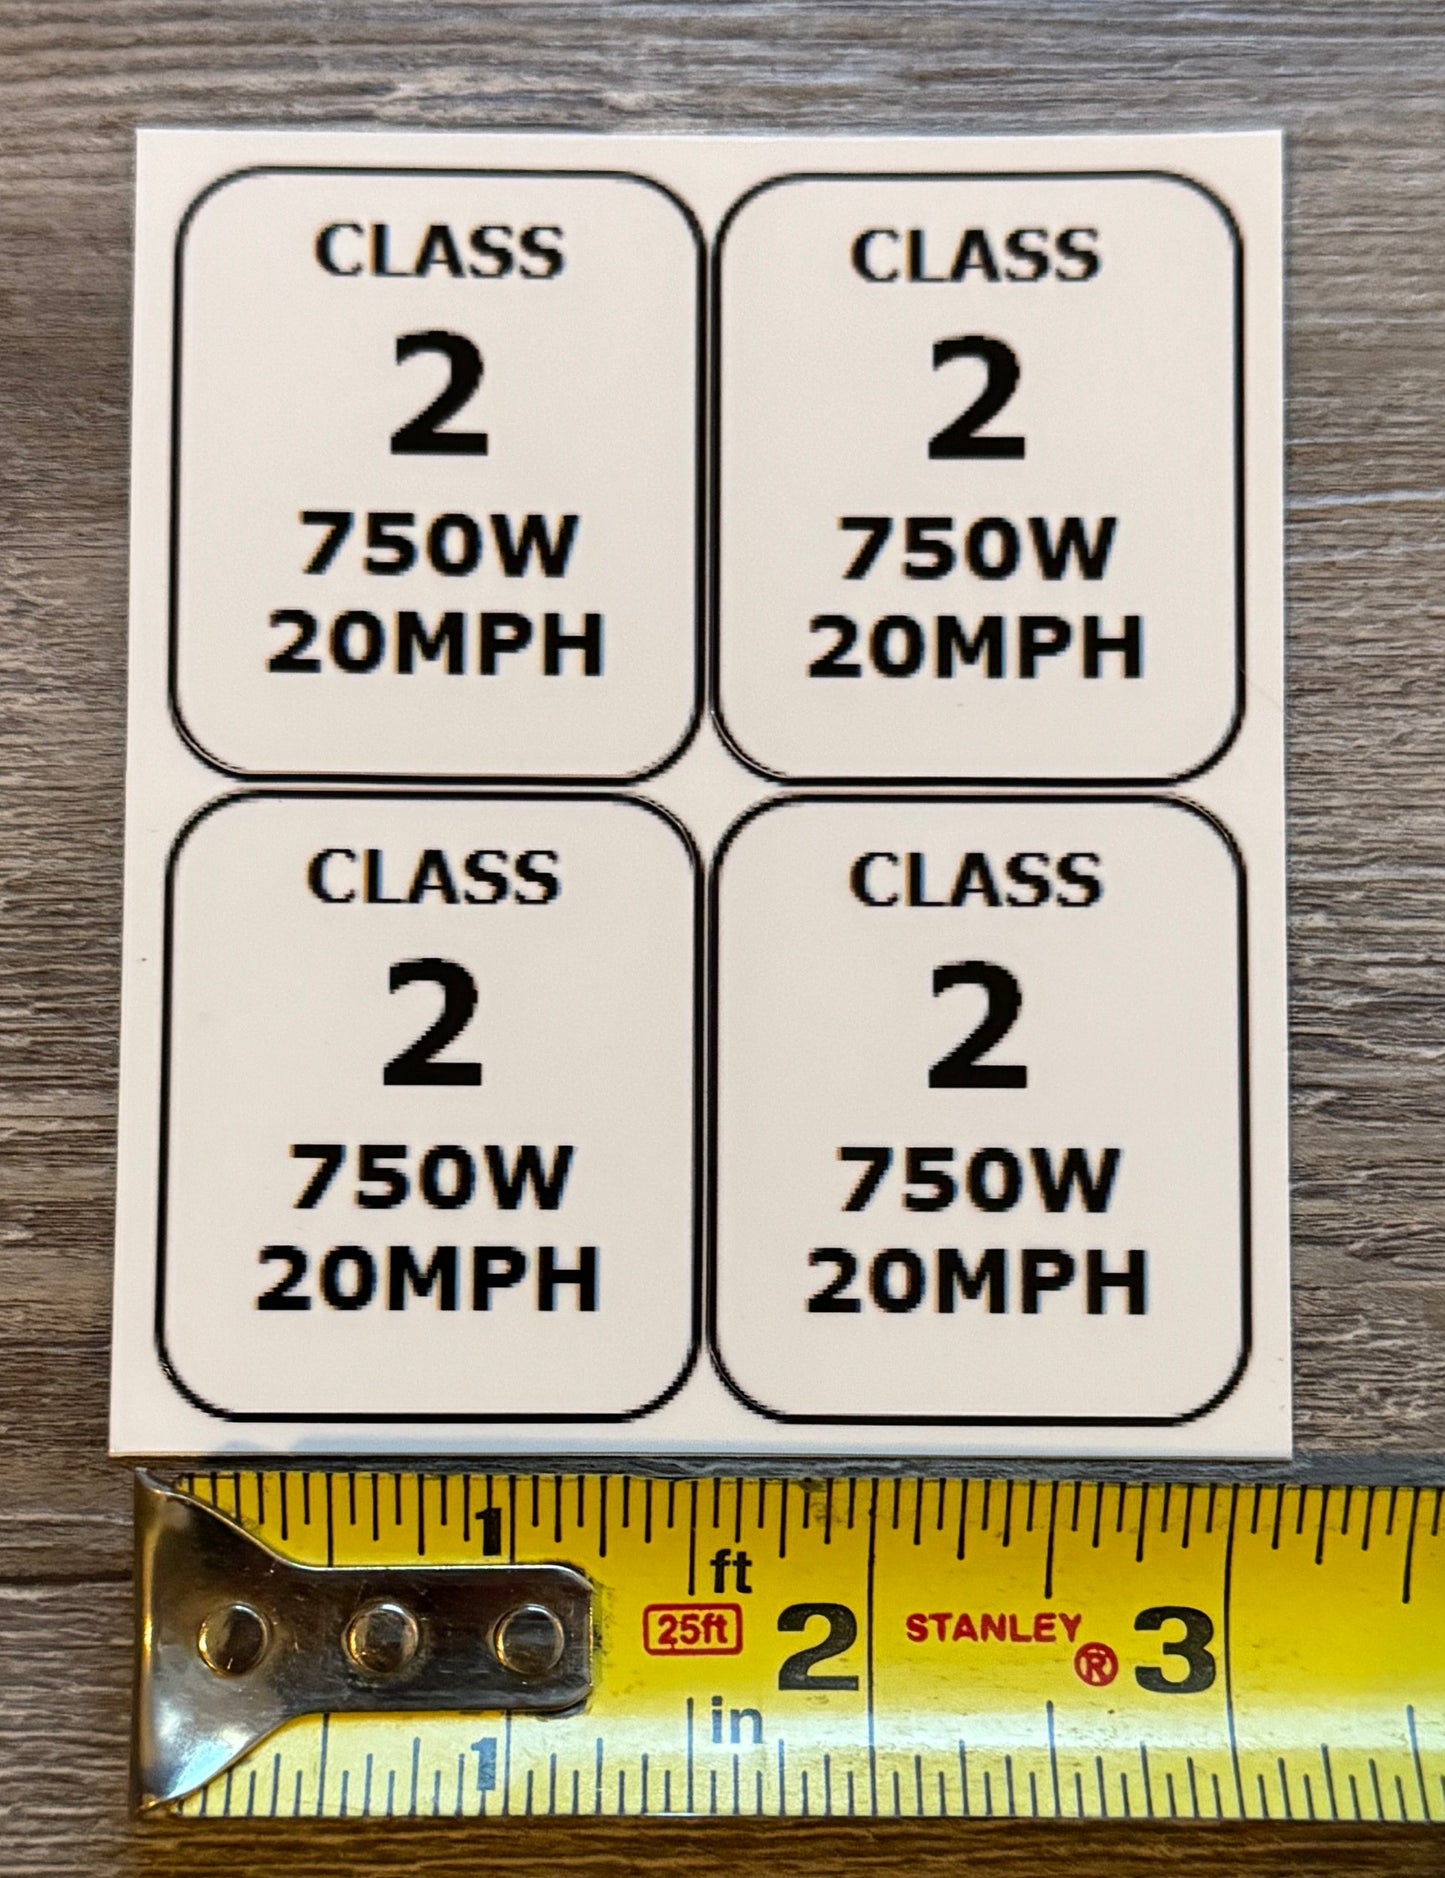 CLASS
2
750W
20MPH
CLASS
2
750W
20MPH
CLASS
2
750W
20MPH
CLASS
2
750W
20MPH
1
ft
25ft
2
STANLEY
®
3
in
1